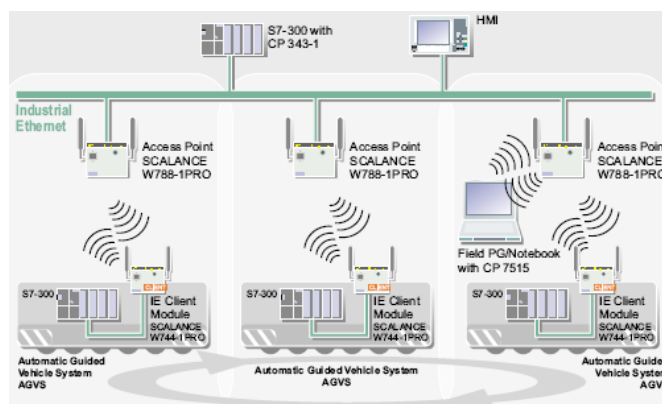 S7-300 with
CP 343-1
HMI
Industrial
Ethernet
Access Point
SCALANCE
W788-1PRO
Access Point
SCALANCE
W788-1PRO
Access Point
SCALANCE
W788-1PRO
Field PG/Notebook
with CP 7515
S7-300
CLIENT
IE Client
Module
SCALANCE
W744-1PRO
S7-300
CLIENT
IE Client
Module
SCALANCE
W744-1PRO
S7-300
CLIENT
IE Client
Module
SCALANCE
W744-1PRO
Automatic Guided
Vehicle System
AGVS
Automatic Guided Vehicle System
AGVS
Automatic Guided
Vehicle System
AGVS